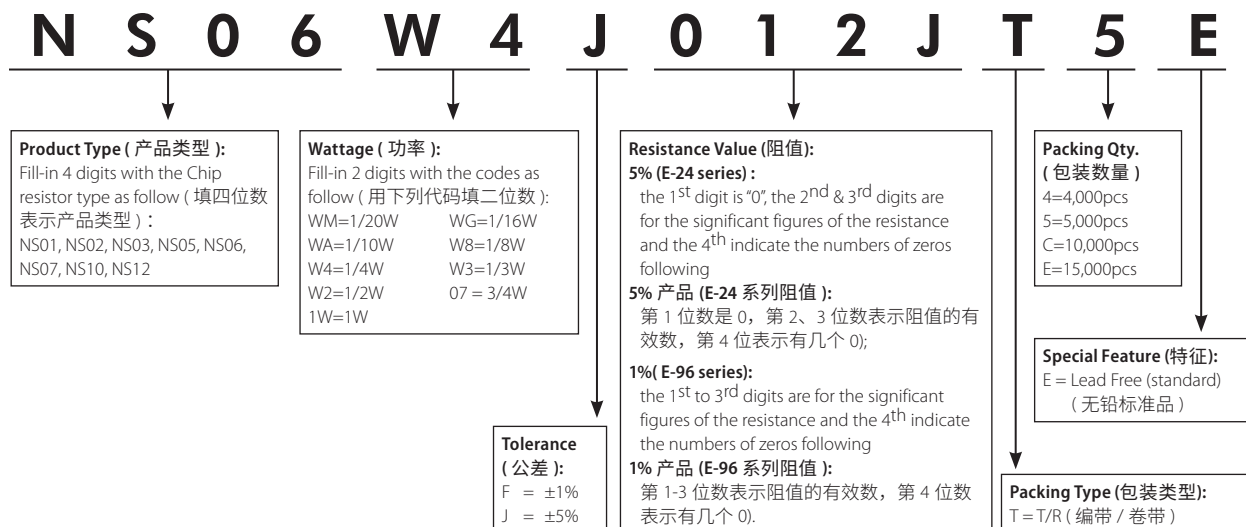 N S 0 6 W 4 J 0 1 2 J T 5 E
Product Type ( 产品类型 ):
Fill-in 4 digits with the Chip
resistor type as follow ( 填四位数
表示产品类型 ) :
NS01, NS02, NS03, NS05, NS06,
NS07, NS10, NS12
Wattage ( 功率 ):
Fill-in 2 digits with the codes as
follow ( 用下列代码填二位数 ):
WM=1/20W WG=1/16W
WA=1/10W W8=1/8W
W4=1/4W W3=1/3W
W2=1/2W 07 = 3/4W
1W=1W
Tolerance
( 公差 ):
F = ±1%
J = ±5%
Resistance Value (阻值):
5% (E-24 series) :
the 1st digit is “0”, the 2nd & 3rd digits are
for the significant figures of the resistance
and the 4th indicate the numbers of zeros
following
5% 产品 (E-24 系列阻值 ):
第 1 位数是 0，第 2、3 位数表示阻值的有
效数，第 4 位表示有几个 0);
1%( E-96 series):
the 1st to 3rd digits are for the significant
figures of the resistance and the 4th indicate
the numbers of zeros following
1% 产品 (E-96 系列阻值 ):
第 1-3 位数表示阻值的有效数，第 4 位数
表示有几个 0).
Packing Qty.
( 包装数量 )
4=4,000pcs
5=5,000pcs
C=10,000pcs
E=15,000pcs
Special Feature (特征):
E = Lead Free (standard)
( 无铅标准品 )
Packing Type (包装类型):
T = T/R ( 编带 / 卷带 )